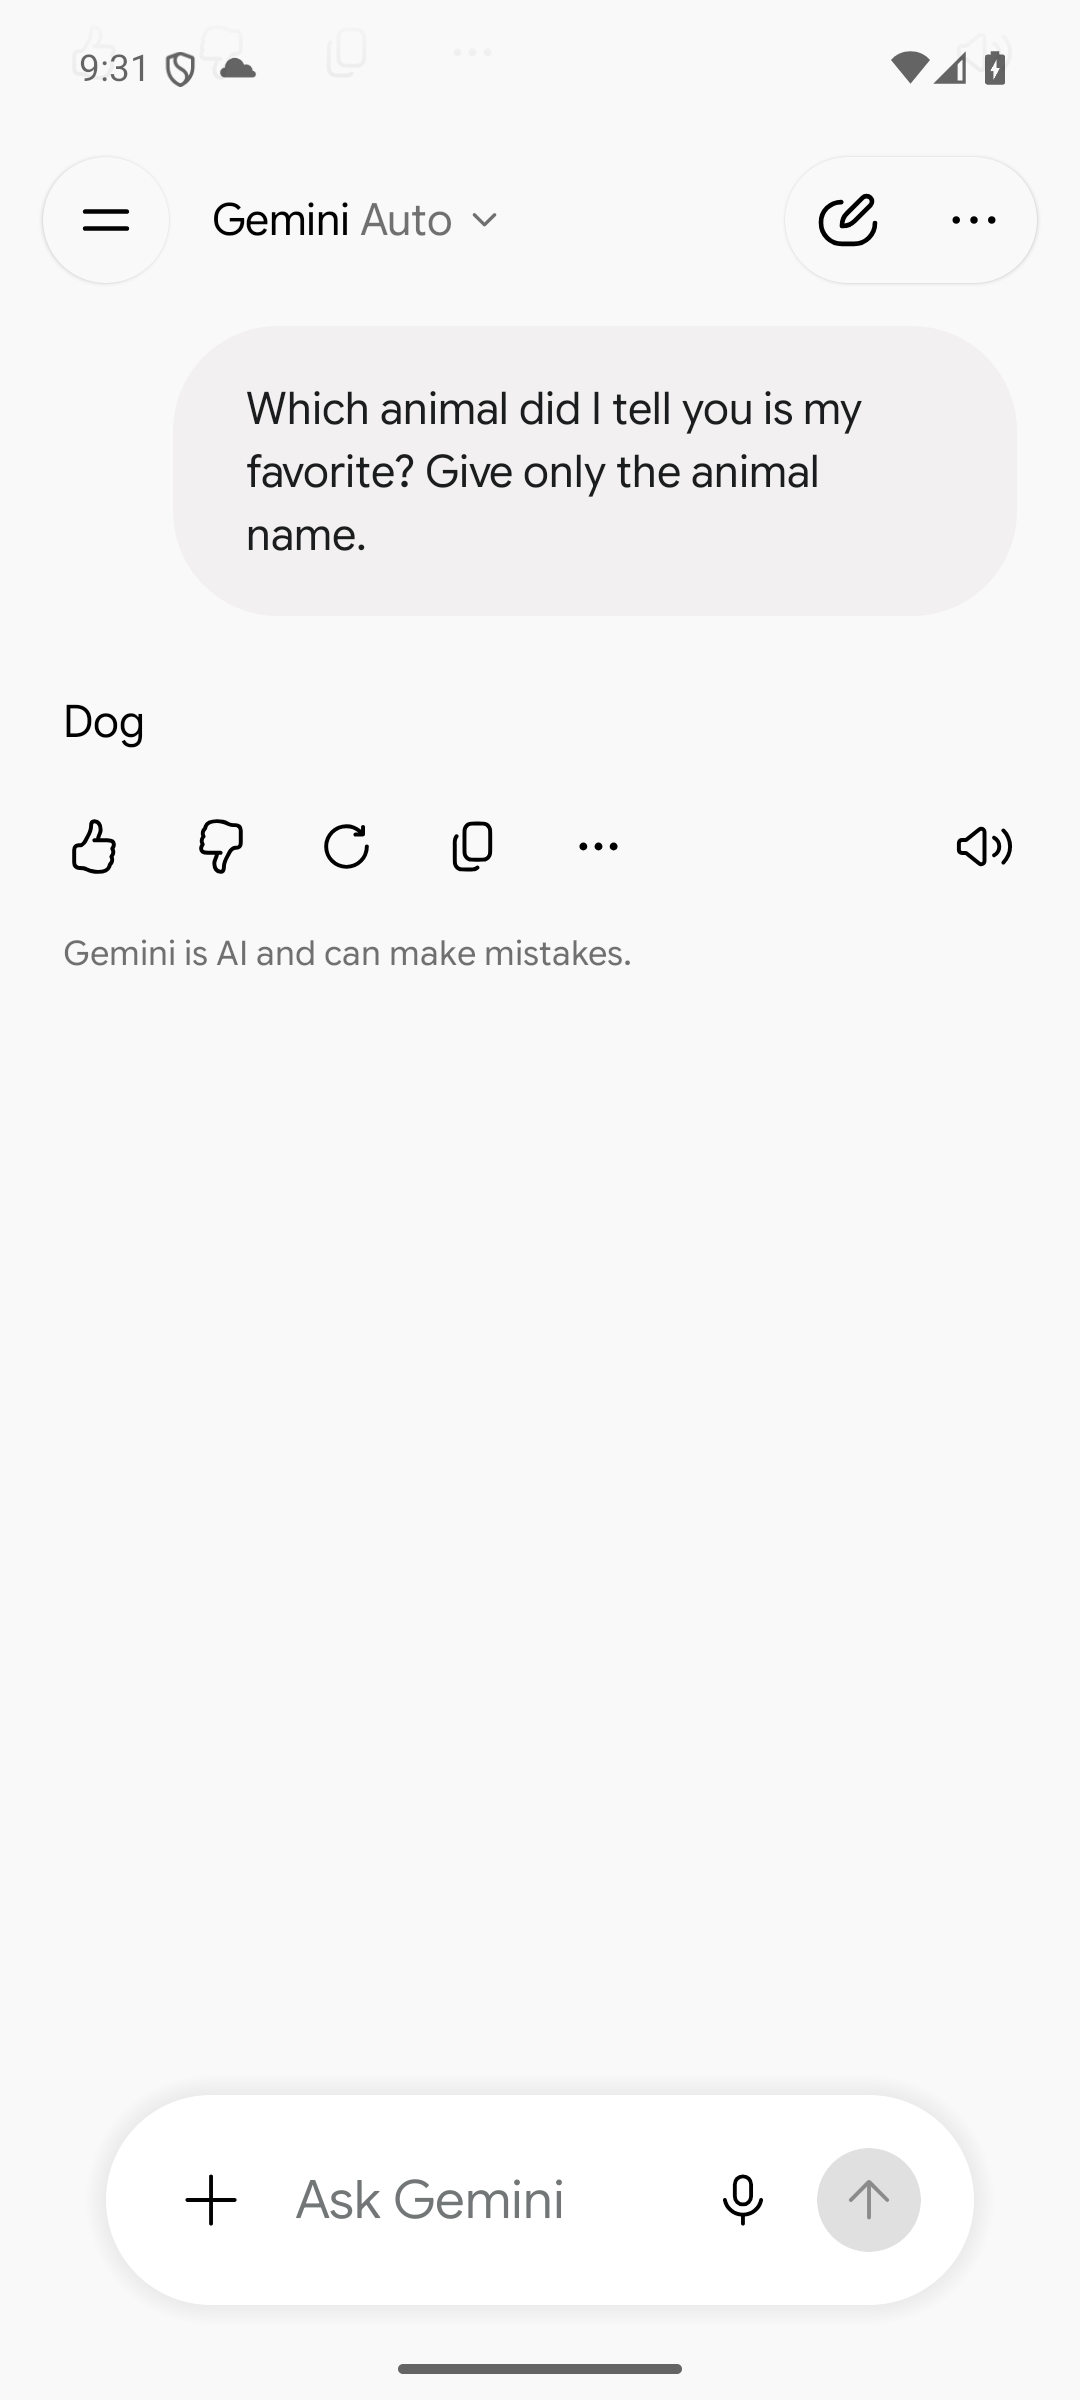 9:31
Gemini Auto
Which animal did I tell you is my
favorite? Give only the animal
name.
Dog
Gemini is AI and can make mistakes.
Ask Gemini